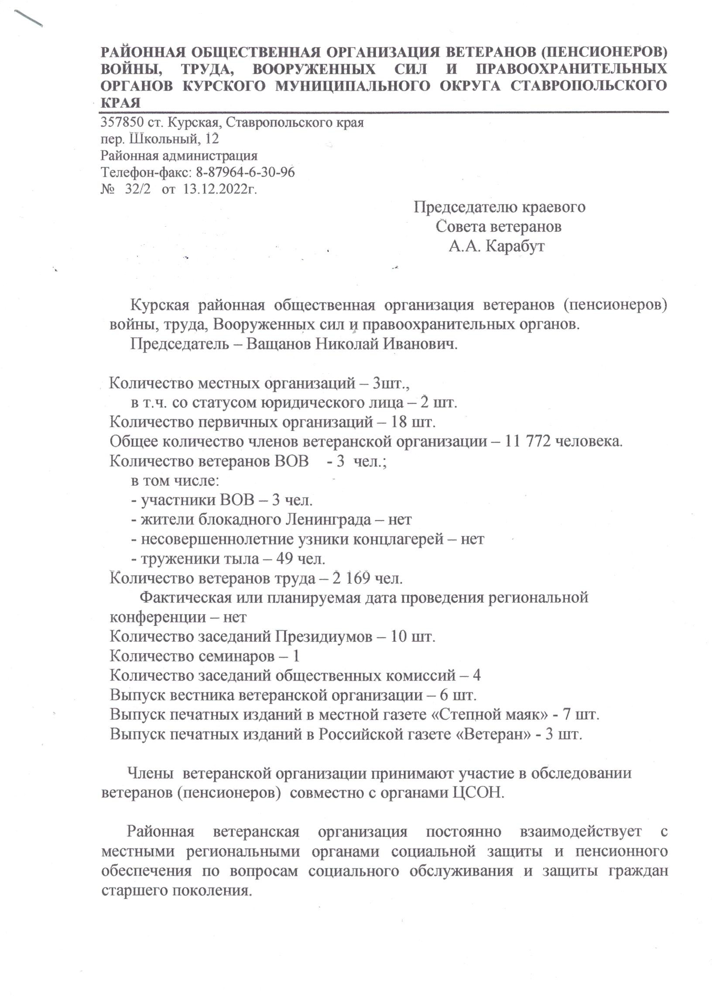 РАЙОННАЯ ОБЩЕСТВЕННАЯ ОРГАНИЗАЦИЯ ВЕТЕРАНОВ (ПЕНСИОНЕРОВ)
ВОЙНЫ, ТРУДА, ВООРУЖЕННЫХ СИЛ И ПРАВООХРАНИТЕЛЬНЫХ
ОРГАНОВ КУРСКОГО МУНИЦИПАЛЬНОГО ОКРУГА СТАВРОПОЛЬСКОГО
КРАЯ
357850 ст. Курская, Ставропольского края
пер. Школьный, 12
Районная администрация
Телефон-факс: 8-87964-6-30-96
№ 32/2 от 13.12.2022г.
Председателю краевого
Совета ветеранов
А.А. Карабут
Курская районная общественная организация ветеранов (пенсионеров)
войны, труда, Вооруженных сил и правоохранительных органов.
Председатель – Ващанов Николай Иванович.
Количество местных организаций – 3шт.,
в т.ч. со статусом юридического лица – 2 шт.
Количество первичных организаций – 18 шт.
Общее количество членов ветеранской организации – 11 772 человека.
Количество ветеранов ВОВ - 3 чел.;
в том числе:
- участники ВОВ – 3 чел.
- жители блокадного Ленинграда – нет
- несовершеннолетние узники концлагерей – нет
- труженики тыла – 49 чел.
Количество ветеранов труда – 2 169 чел.
Фактическая или планируемая дата проведения региональной
конференции – нет
Количество заседаний Президиумов – 10 шт.
Количество семинаров – 1
Количество заседаний общественных комиссий – 4
Выпуск вестника ветеранской организации – 6 шт.
Выпуск печатных изданий в местной газете «Степной маяк» - 7 шт.
Выпуск печатных изданий в Российской газете «Ветеран» - 3 шт.
Члены ветеранской организации принимают участие в обследовании
ветеранов (пенсионеров) совместно с органами ЦСОН.
Районная ветеранская организация постоянно взаимодействует с
местными региональными органами социальной защиты и пенсионного
обеспечения по вопросам социального обслуживания и защиты граждан
старшего поколения.